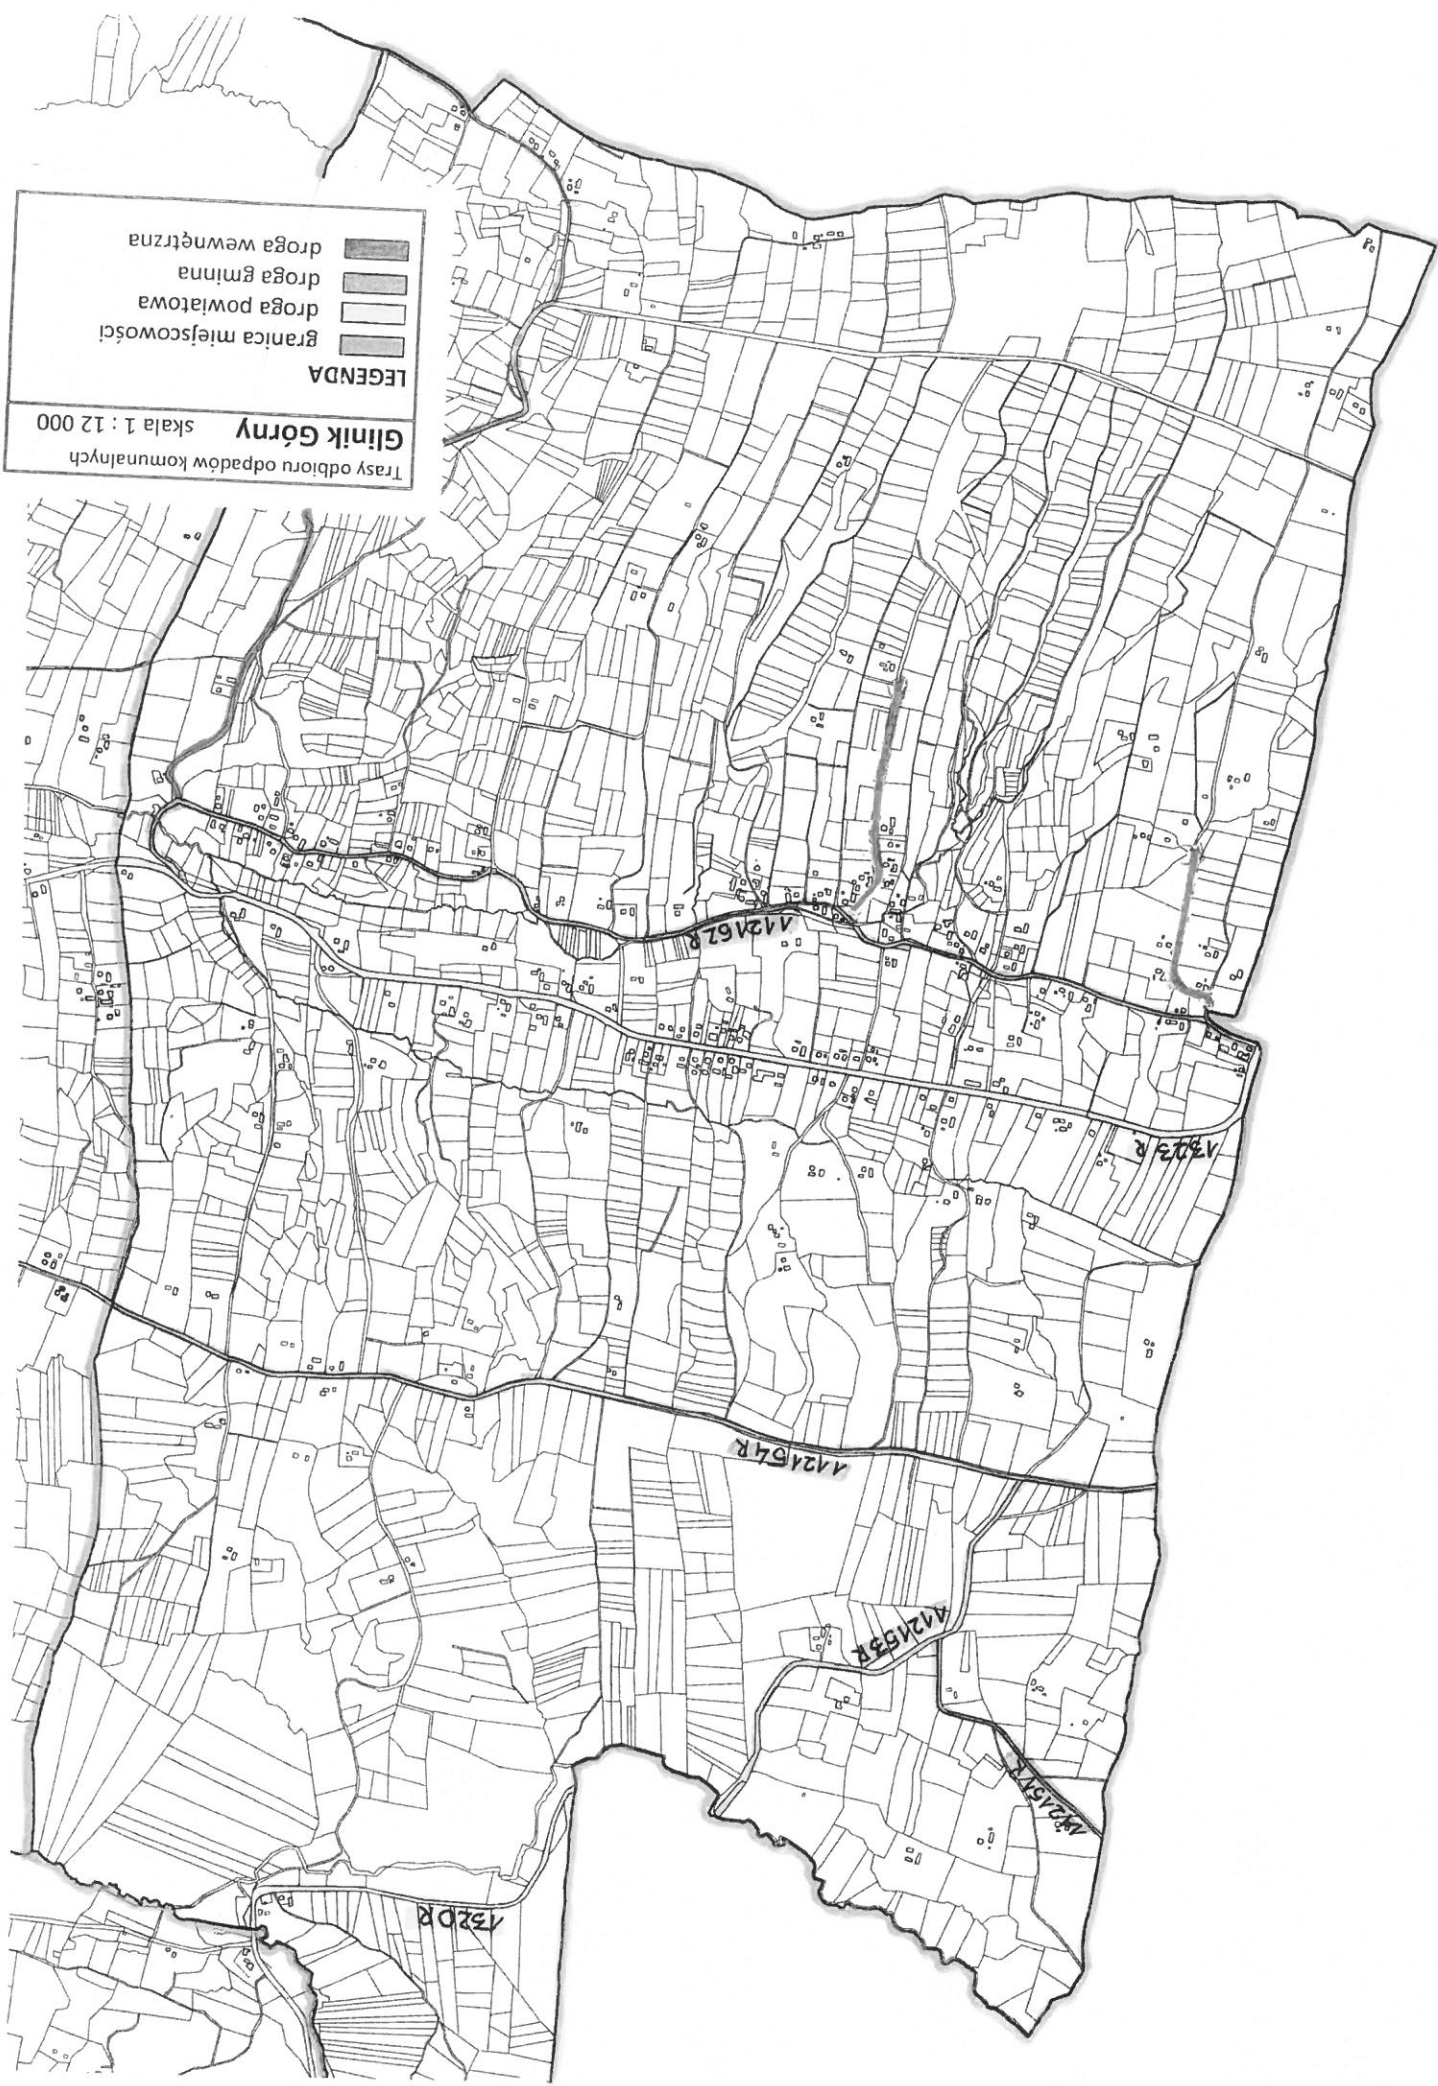 1320R
112151R
112153R
112154R
1323R
112162R
Trasy odbioru odpadów komunalnych
Glinik Górny skala 1 : 12 000
LEGENDA
granica miejscowości
droga powiatowa
droga gminna
droga wewnętrzna